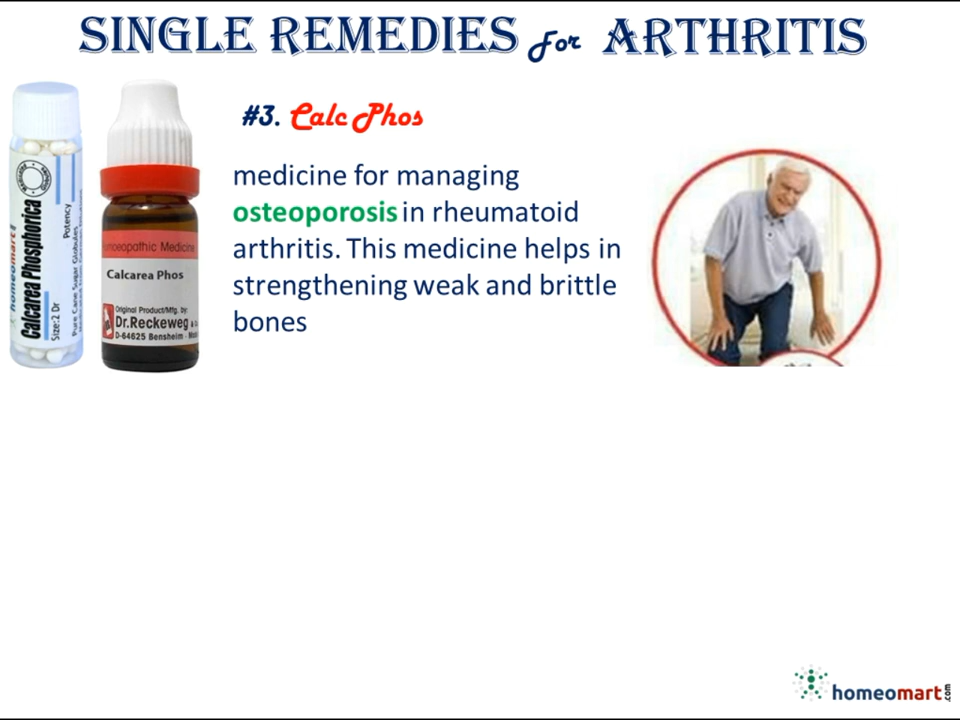 SINGLE REMEDIES For ARTHRITIS
#3. Calc Phos
medicine for managing
osteoporosis in rheumatoid
arthritis. This medicine helps in
strengthening weak and brittle
bones
homeomart
Calcarea Phosphorica
Potency
Size: 2 Dr
Pure Cane Sugar Globules
Homoeopathic Medicine
Calcarea Phos
Original Product/Mfg. by:
Dr.Reckeweg & Co
D-64625 Bensheim
homeomart.com